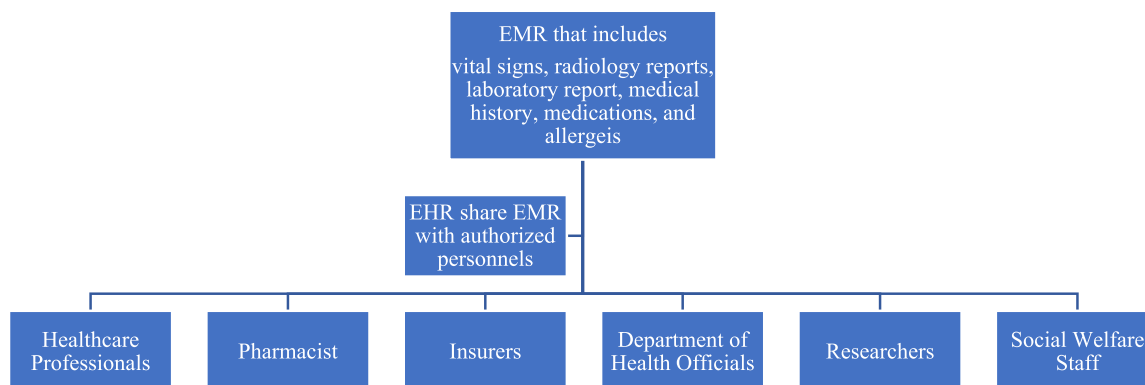 EMR that includes
vital signs, radiology reports,
laboratory report, medical
history, medications, and
allergeis
EHR share EMR
with authorized
personnels
Healthcare
Professionals
Pharmacist
Insurers
Department of
Health Officials
Researchers
Social Welfare
Staff